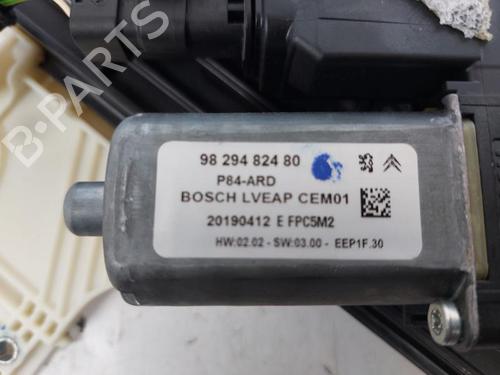 98 294 824 80
P84-ARD
BOSCH LVEAP CEM01
20190412 E FPC5M2
HW:02.02 - SW:03.00 - EEP1F.30
B-PARTS